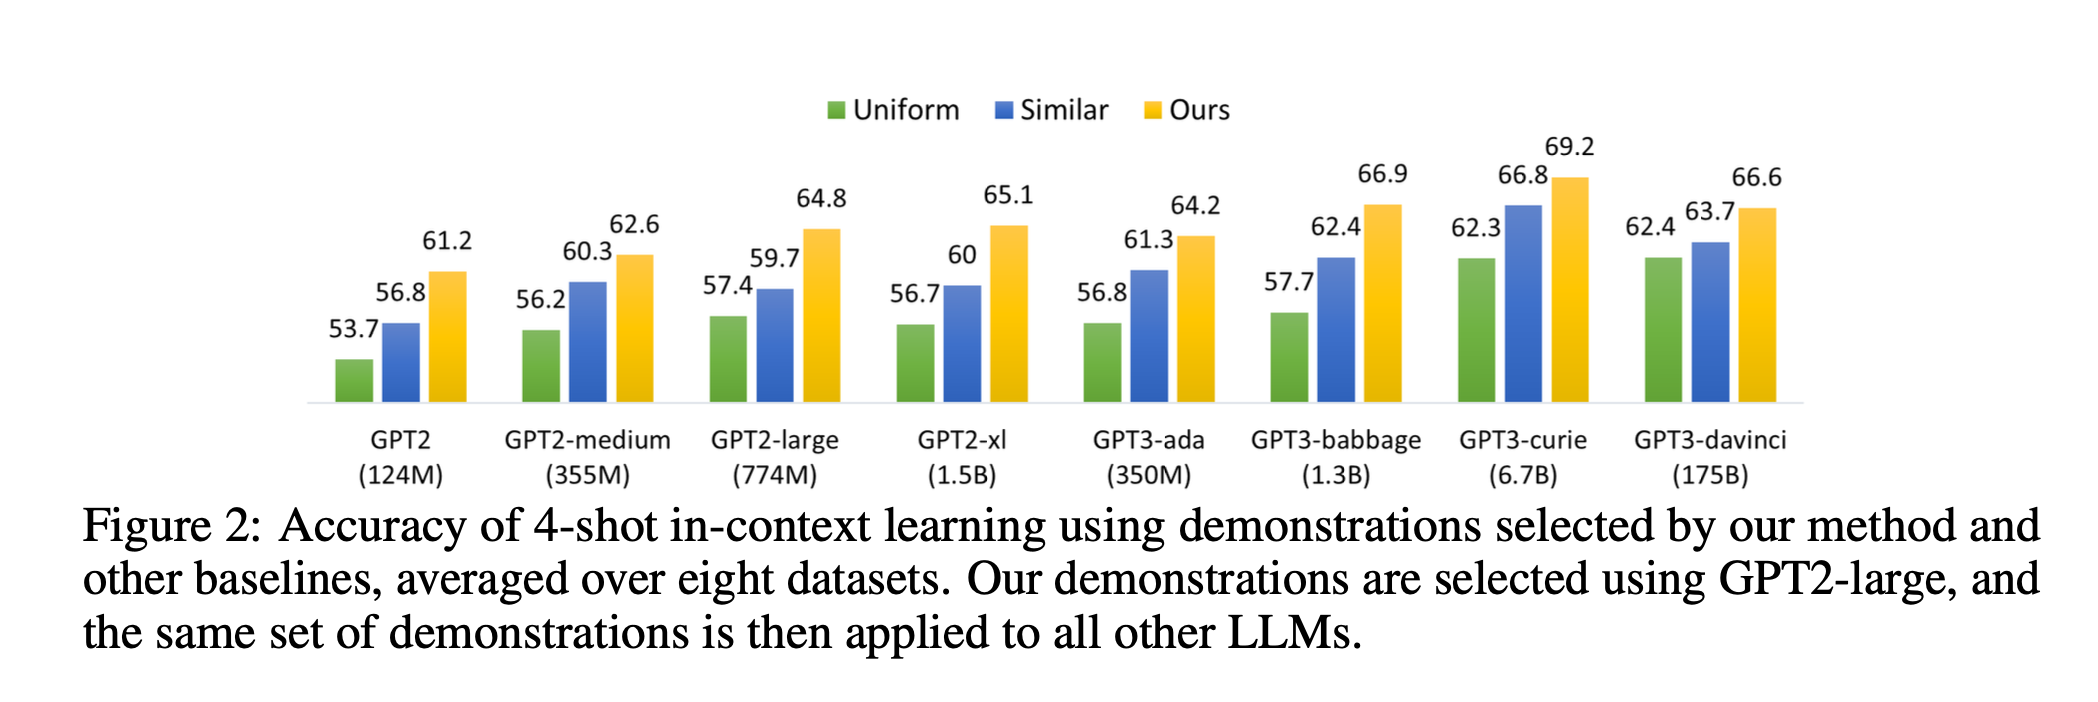 Uniform Similar Ours
53.7 56.8 61.2
56.2 60.3 62.6
57.4 59.7 64.8
56.7 60 65.1
56.8 61.3 64.2
57.7 62.4 66.9
62.3 66.8 69.2
62.4 63.7 66.6
GPT2 GPT2-medium GPT2-large GPT2-xl GPT3-ada GPT3-babbage GPT3-curie GPT3-davinci
(124M) (355M) (774M) (1.5B) (350M) (1.3B) (6.7B) (175B)
Figure 2: Accuracy of 4-shot in-context learning using demonstrations selected by our method and
other baselines, averaged over eight datasets. Our demonstrations are selected using GPT2-large, and
the same set of demonstrations is then applied to all other LLMs.